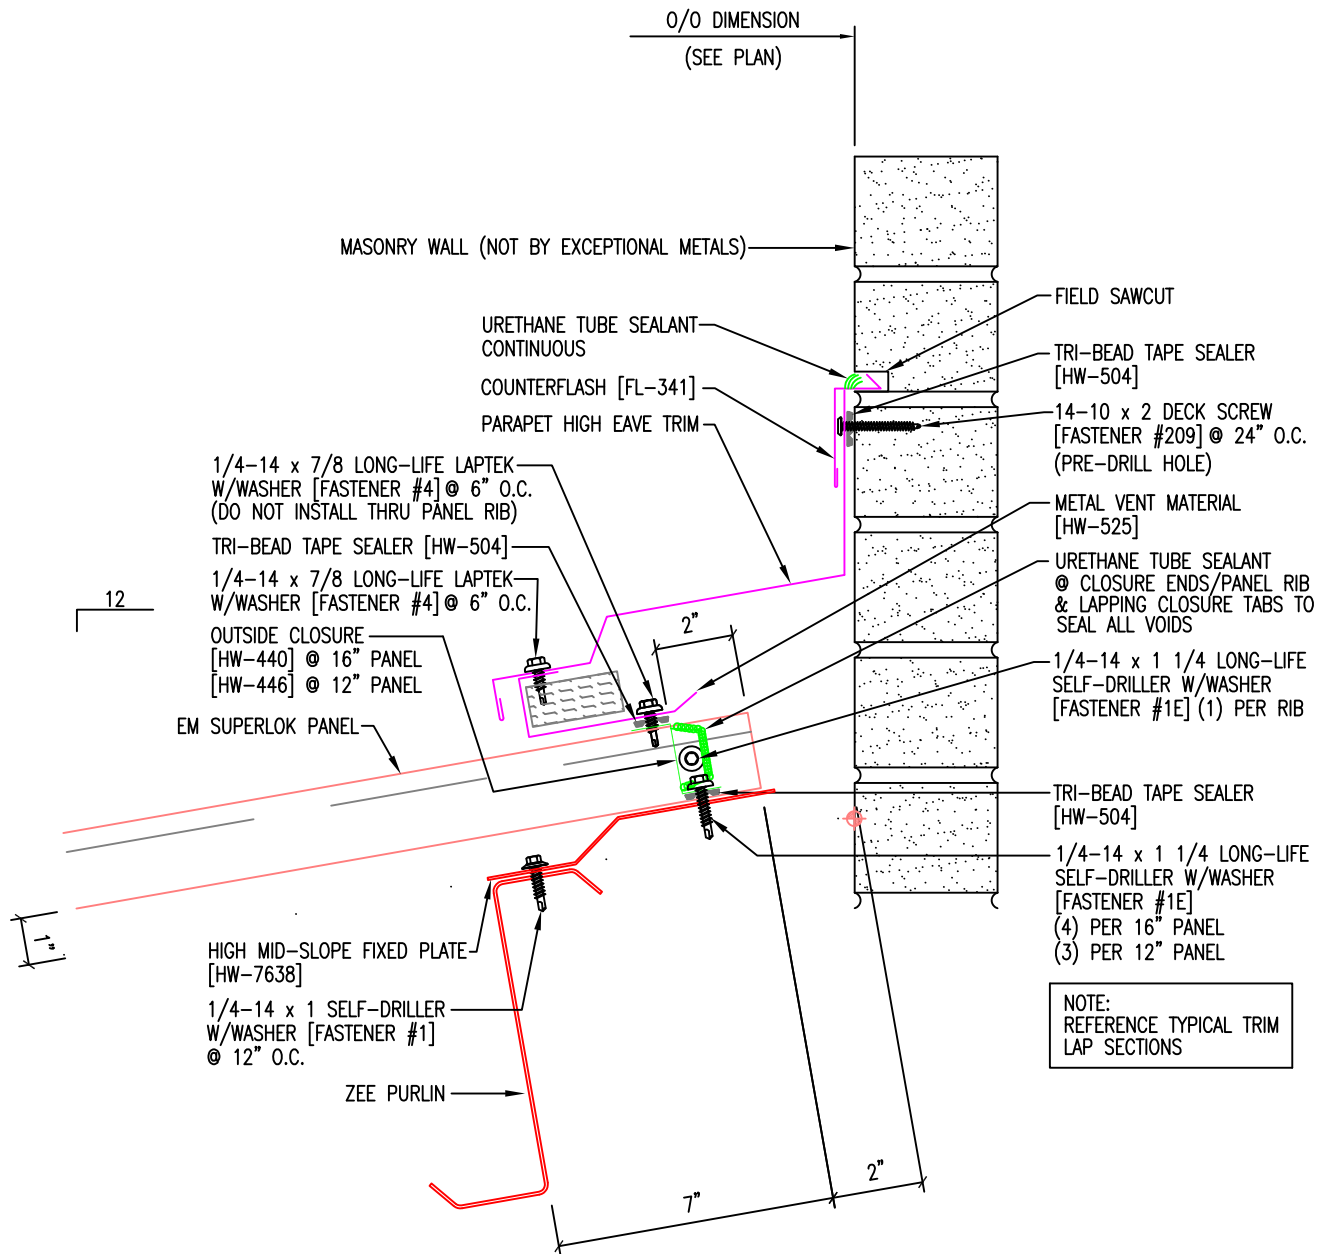 O/O DIMENSION
(SEE PLAN)
MASONRY WALL (NOT BY EXCEPTIONAL METALS)
URETHANE TUBE SEALANT
CONTINUOUS
COUNTERFLASH [FL-341]
PARAPET HIGH EAVE TRIM
1/4-14 x 7/8 LONG-LIFE LAPTEK
W/WASHER [FASTENER #4] @ 6" O.C.
(DO NOT INSTALL THRU PANEL RIB)
TRI-BEAD TAPE SEALER [HW-504]
1/4-14 x 7/8 LONG-LIFE LAPTEK
W/WASHER [FASTENER #4] @ 6" O.C.
OUTSIDE CLOSURE
[HW-440] @ 16" PANEL
[HW-446] @ 12" PANEL
EM SUPERLOK PANEL
12
1"
2"
HIGH MID-SLOPE FIXED PLATE
[HW-7638]
1/4-14 x 1 SELF-DRILLER
W/WASHER [FASTENER #1]
@ 12" O.C.
ZEE PURLIN
7"
2"
FIELD SAWCUT
TRI-BEAD TAPE SEALER
[HW-504]
14-10 x 2 DECK SCREW
[FASTENER #209] @ 24" O.C.
(PRE-DRILL HOLE)
METAL VENT MATERIAL
[HW-525]
URETHANE TUBE SEALANT
@ CLOSURE ENDS/PANEL RIB
& LAPPING CLOSURE TABS TO
SEAL ALL VOIDS
1/4-14 x 1 1/4 LONG-LIFE
SELF-DRILLER W/WASHER
[FASTENER #1E] (1) PER RIB
TRI-BEAD TAPE SEALER
[HW-504]
1/4-14 x 1 1/4 LONG-LIFE
SELF-DRILLER W/WASHER
[FASTENER #1E]
(4) PER 16" PANEL
(3) PER 12" PANEL
NOTE:
REFERENCE TYPICAL TRIM
LAP SECTIONS